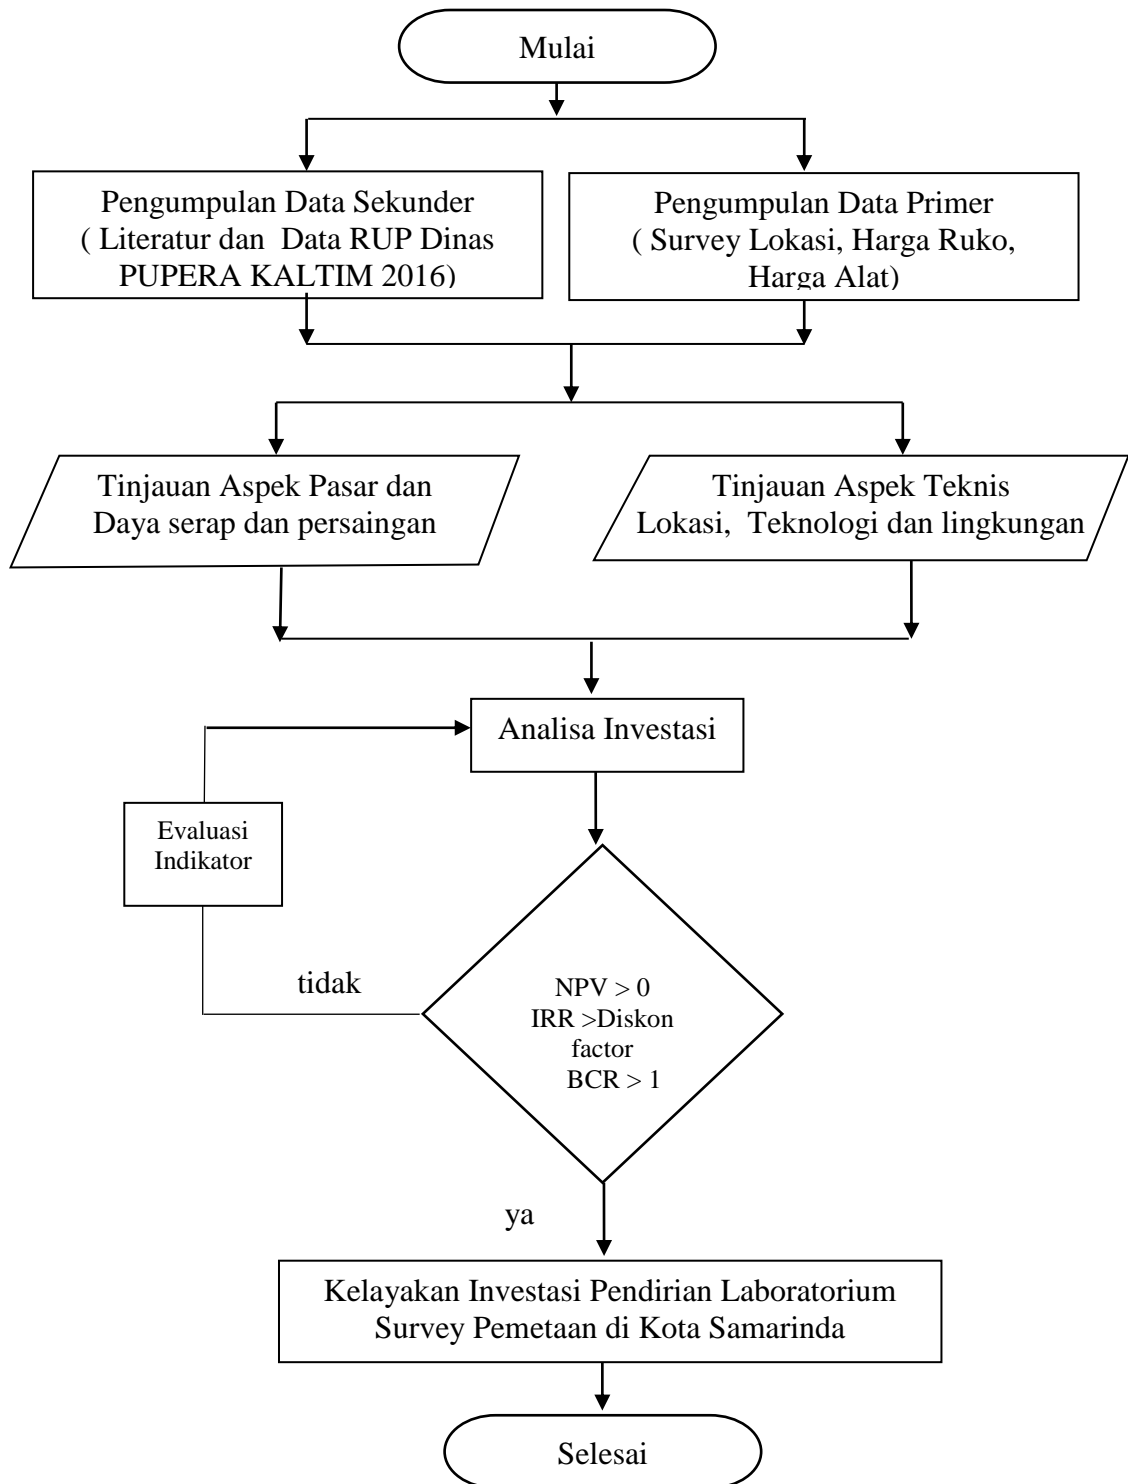 Mulai
Pengumpulan Data Sekunder
( Literatur dan Data RUP Dinas
PUPERA KALTIM 2016)
Pengumpulan Data Primer
( Survey Lokasi, Harga Ruko,
Harga Alat)
Tinjauan Aspek Pasar dan
Daya serap dan persaingan
Tinjauan Aspek Teknis
Lokasi, Teknologi dan lingkungan
Analisa Investasi
Evaluasi
Indikator
tidak
NPV > 0
IRR >Diskon
factor
BCR > 1
ya
Kelayakan Investasi Pendirian Laboratorium
Survey Pemetaan di Kota Samarinda
Selesai